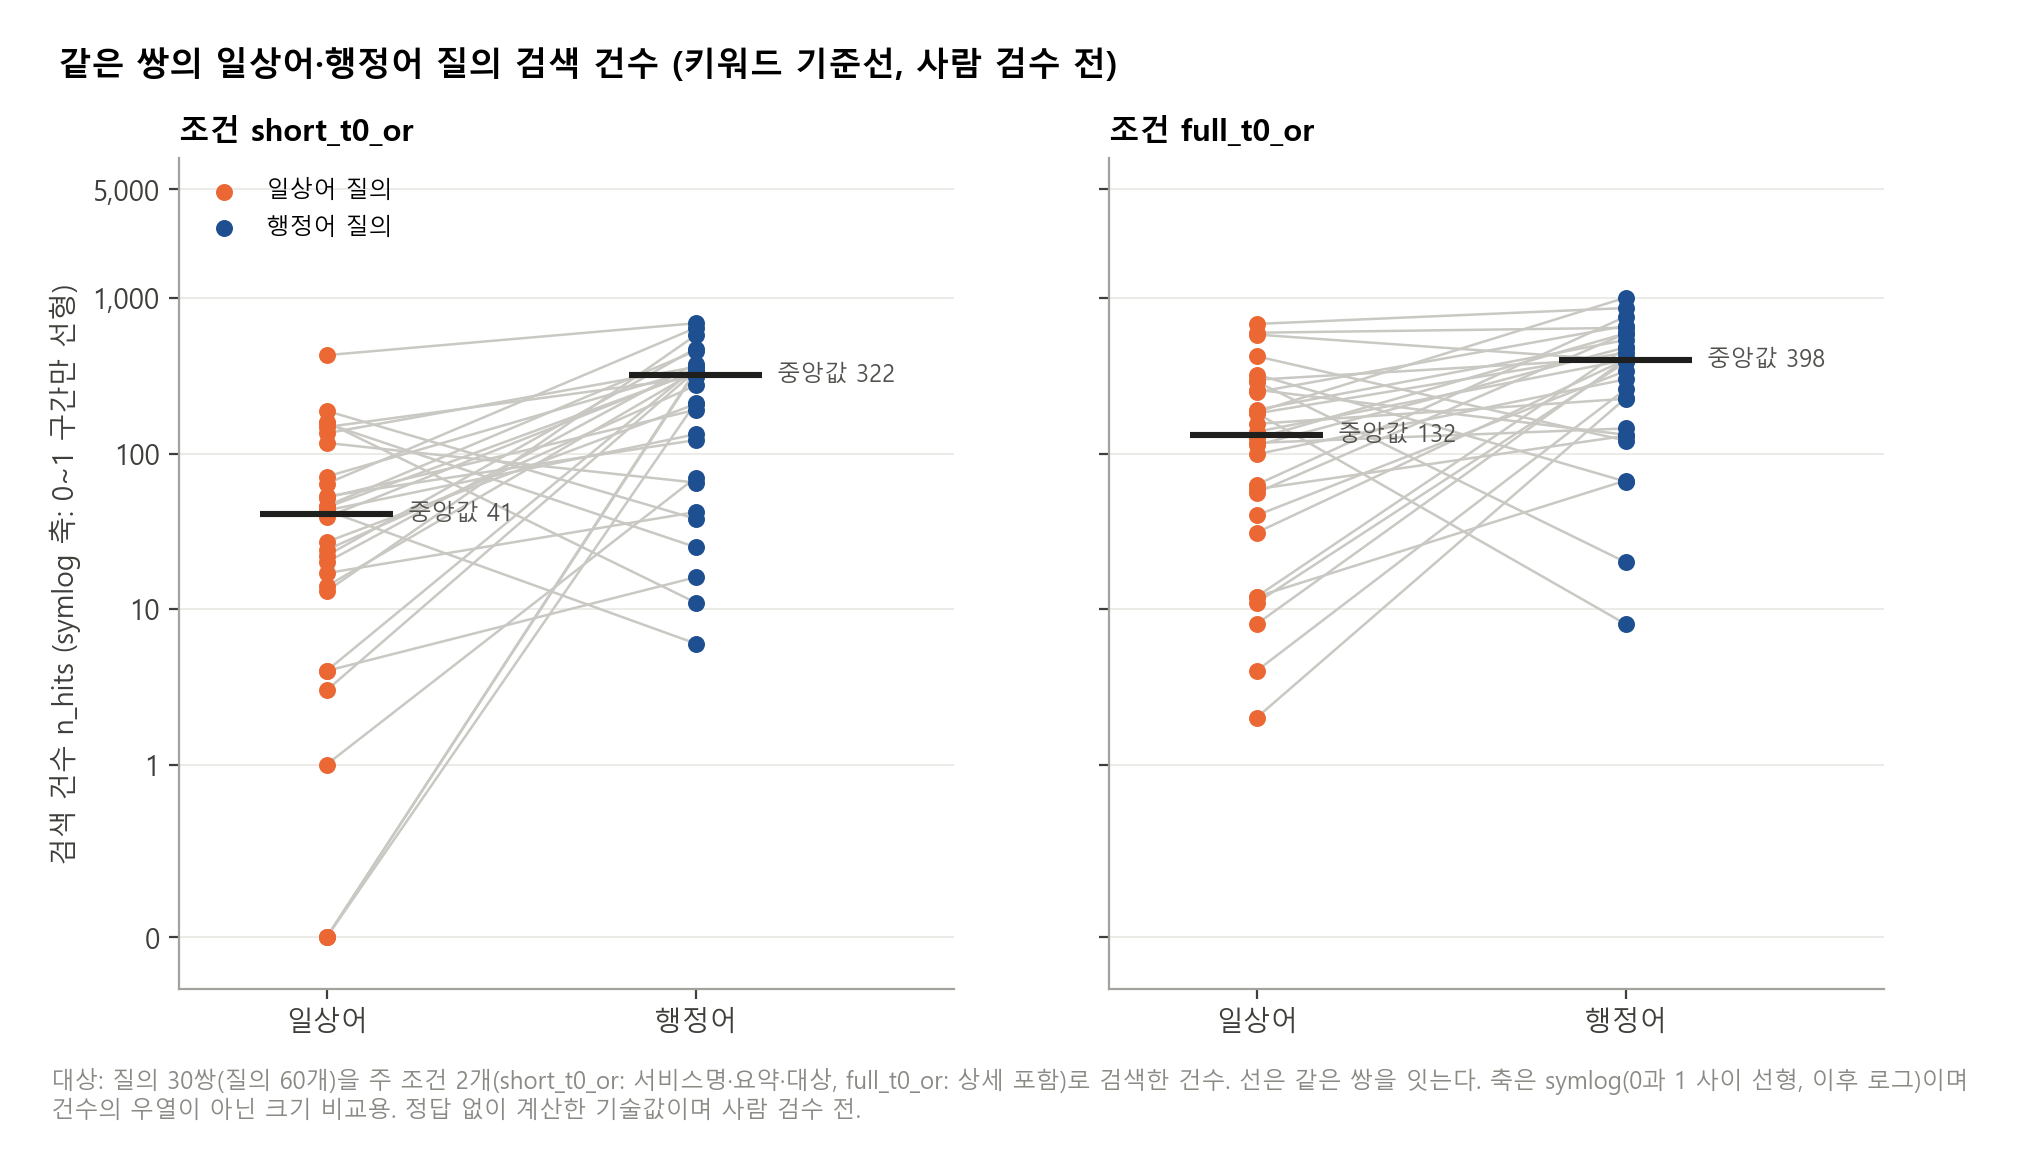 같은 쌍의 일상어·행정어 질의 검색 건수 (키워드 기준선, 사람 검수 전)
조건 short_t0_or
조건 full_t0_or
일상어 질의
행정어 질의
검색 건수 n_hits (symlog 축: 0~1 구간만 선형)
5,000
1,000
100
10
1
0
중앙값 41
중앙값 322
중앙값 132
중앙값 398
일상어
행정어
일상어
행정어
대상: 질의 30쌍(질의 60개)을 주 조건 2개(short_t0_or: 서비스명·요약·대상, full_t0_or: 상세 포함)로 검색한 건수. 선은 같은 쌍을 잇는다. 축은 symlog(0과 1 사이 선형, 이후 로그)이며
건수의 우열이 아닌 크기 비교용. 정답 없이 계산한 기술값이며 사람 검수 전.